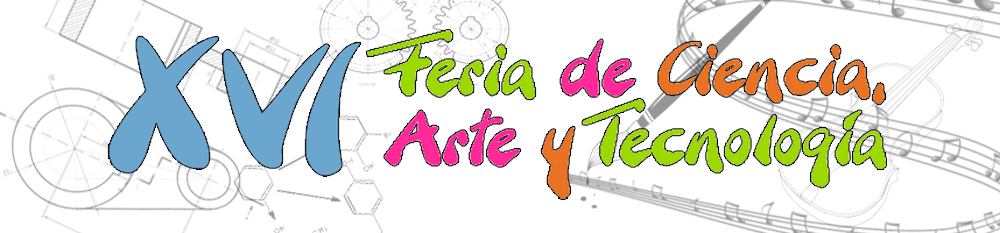 XVI Feria de Ciencia,
Arte y Tecnología